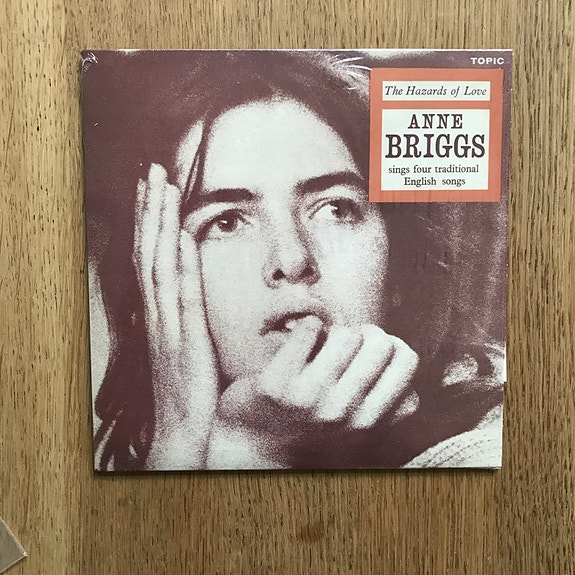 TOPIC
The Hazards of Love
ANNE
BRIGGS
sings four traditional
English songs